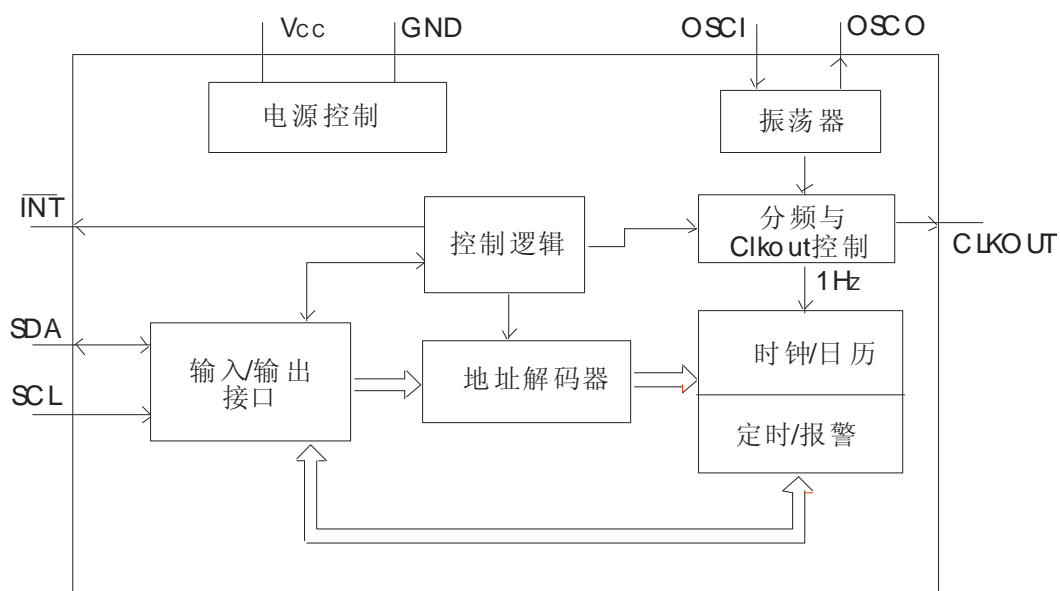 Vcc
GND
OSCI
OSCO
电源控制
振荡器
INT
控制逻辑
分频与
Clkout控制
CLKOUT
1Hz
SDA
输入/输出
接口
地址解码器
时钟/日历
SCL
定时/报警